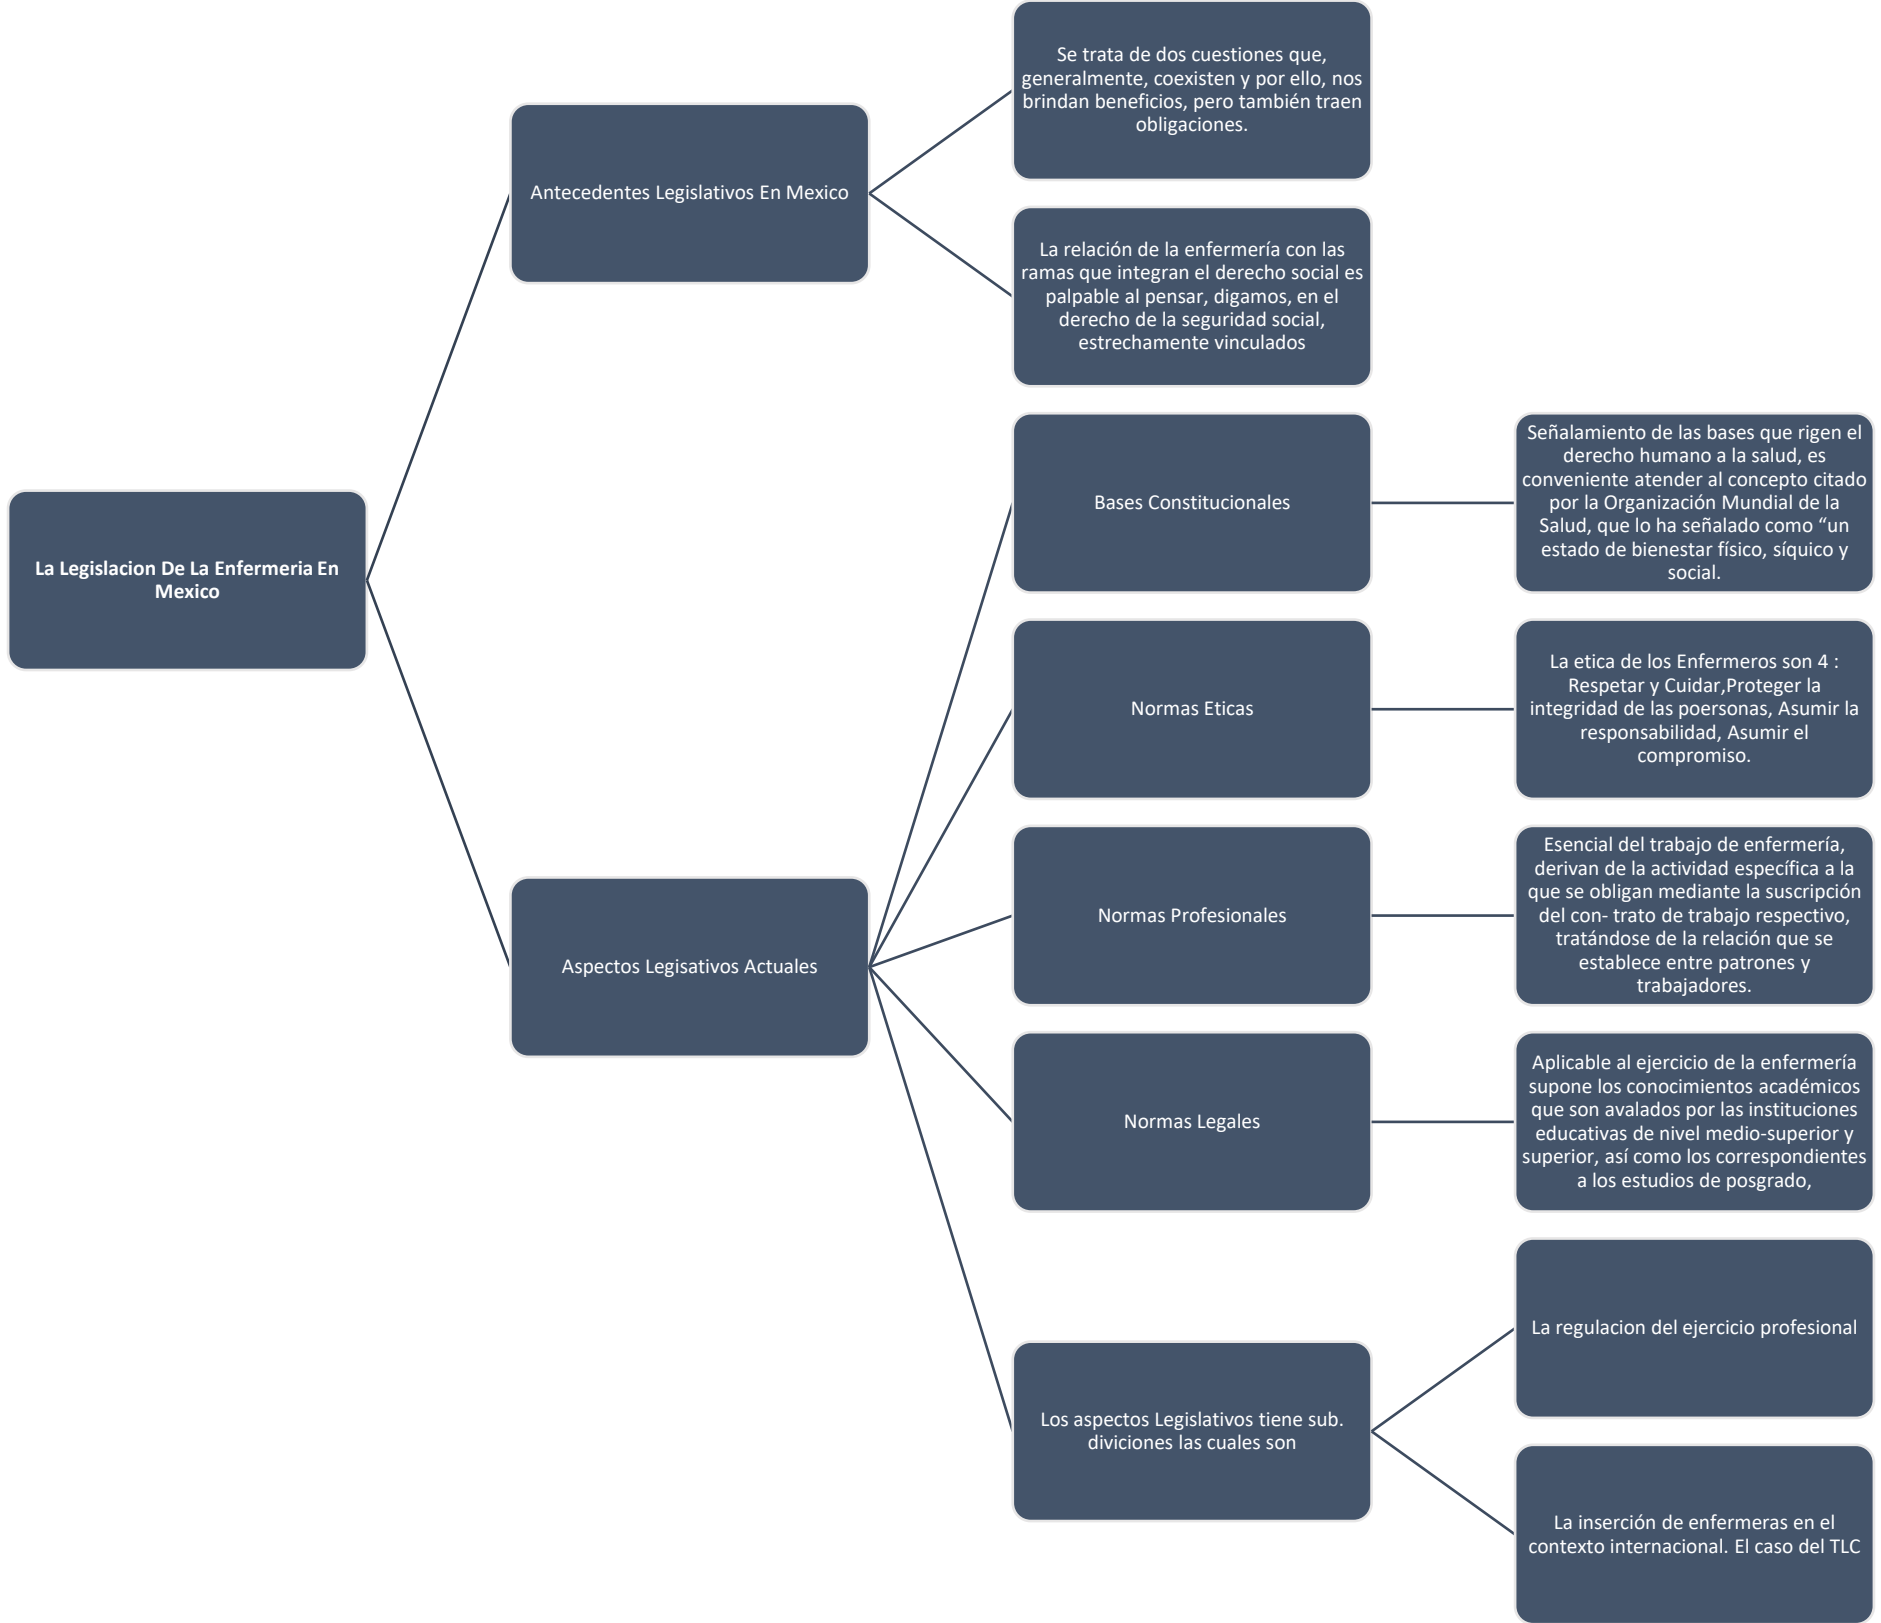 La Legislacion De La Enfermeria En
Mexico
Antecedentes Legislativos En Mexico
Se trata de dos cuestiones que,
generalmente, coexisten y por ello, nos
brindan beneficios, pero también traen
obligaciones.
La relación de la enfermería con las
ramas que integran el derecho social es
palpable al pensar, digamos, en el
derecho de la seguridad social,
estrechamente vinculados
Aspectos Legisativos Actuales
Bases Constitucionales
Señalamiento de las bases que rigen el
derecho humano a la salud, es
conveniente atender al concepto citado
por la Organización Mundial de la
Salud, que lo ha señalado como “un
estado de bienestar físico, síquico y
social.
Normas Eticas
La etica de los Enfermeros son 4 :
Respetar y Cuidar,Proteger la
integridad de las poersonas, Asumir la
responsabilidad, Asumir el
compromiso.
Normas Profesionales
Esencial del trabajo de enfermería,
derivan de la actividad específica a la
que se obligan mediante la suscripción
del con- trato de trabajo respectivo,
tratándose de la relación que se
establece entre patrones y
trabajadores.
Normas Legales
Aplicable al ejercicio de la enfermería
supone los conocimientos académicos
que son avalados por las instituciones
educativas de nivel medio-superior y
superior, así como los correspondientes
a los estudios de posgrado,
Los aspectos Legislativos tiene sub.
diviciones las cuales son
La regulacion del ejercicio profesional
La inserción de enfermeras en el
contexto internacional. El caso del TLC